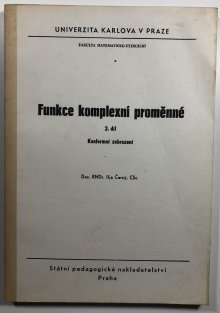 UNIVERZITA KARLOVA V PRAZE
FAKULTA MATEMATICKO-FYZIKÁLNÍ
Funkce komplexní proměnné
2. díl
Konformní zobrazení
Doc. RNDr. Ilja Černý, CSc.
Státní pedagogické nakladatelství
Praha